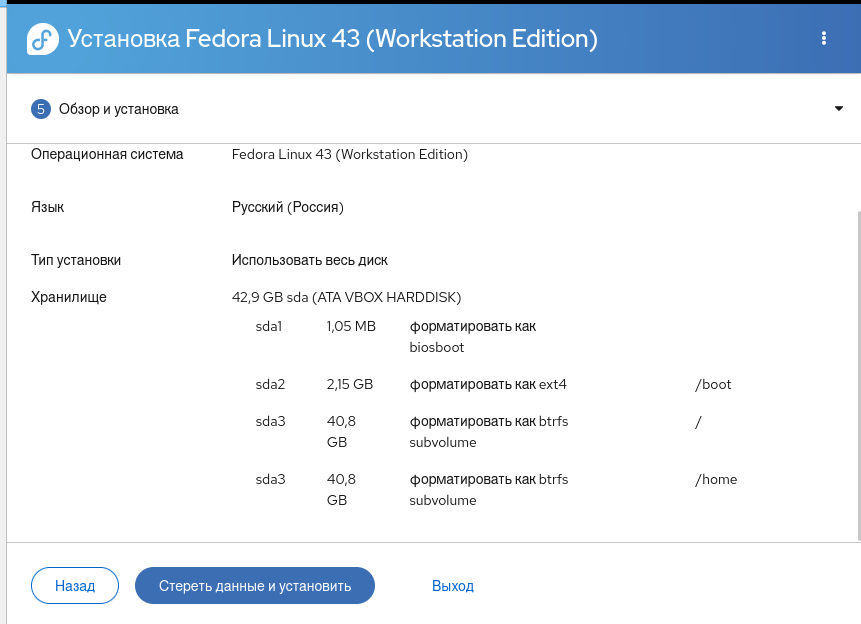 Установка Fedora Linux 43 (Workstation Edition)
5 Обзор и установка
Операционная система Fedora Linux 43 (Workstation Edition)
Язык Русский (Россия)
Тип установки Использовать весь диск
Хранилище 42,9 GB sda (ATA VBOX HARDDISK)
sda1 1,05 MB форматировать как
biosboot
sda2 2,15 GB форматировать как ext4 /boot
sda3 40,8 форматировать как btrfs /
GB subvolume
sda3 40,8 форматировать как btrfs /home
GB subvolume
Назад Стереть данные и установить Выход